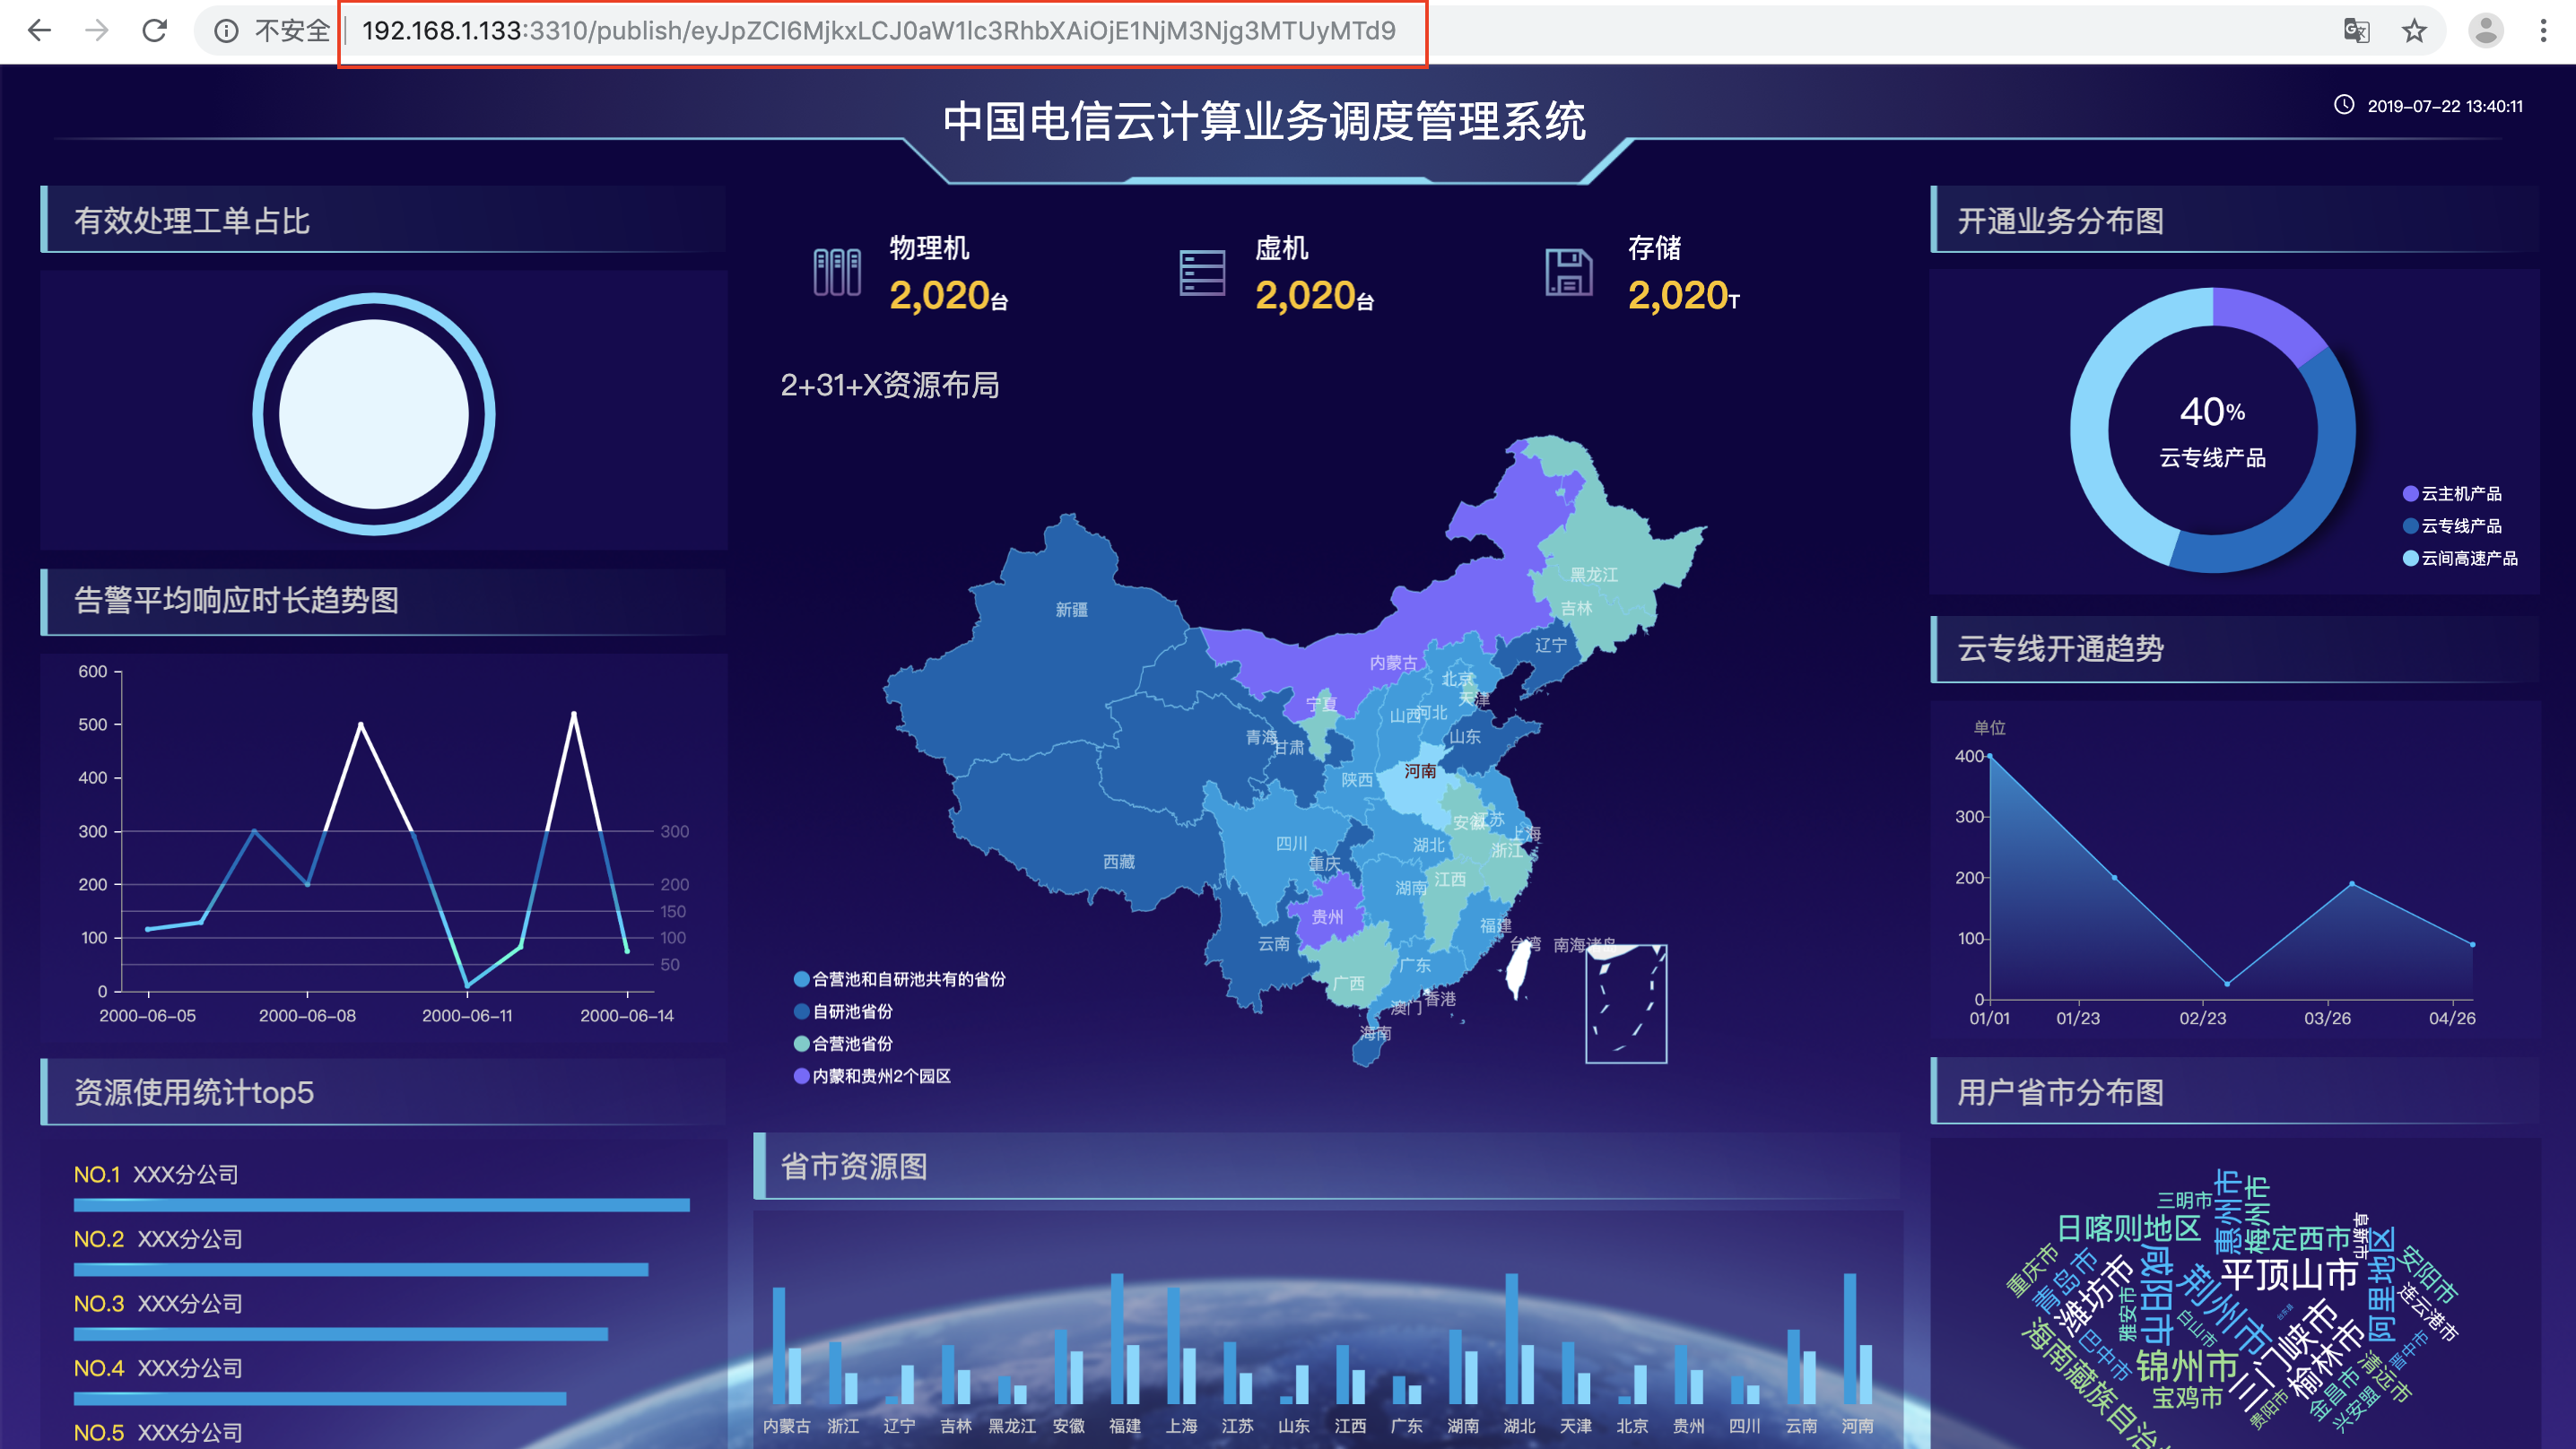 不安全
192.168.1.133:3310/publish/eyJpZCI6MjkxLCJ0aW1lc3RhbXAiOjE1NjM3Njg3MTUyMTd9
中国电信云计算业务调度管理系统
2019-07-22 13:40:11
有效处理工单占比
告警平均响应时长趋势图
600
500
400
300
200
100
0
300
200
150
100
50
2000-06-05 2000-06-08 2000-06-11 2000-06-14
资源使用统计top5
NO.1 XXX分公司
NO.2 XXX分公司
NO.3 XXX分公司
NO.4 XXX分公司
NO.5 XXX分公司
物理机
2,020台
虚机
2,020台
存储
2,020T
2+31+X资源布局
黑龙江
吉林
新疆
辽宁
内蒙古
北京
天津
宁夏
山西
河北
青海
甘肃
山东
河南
陕西
安徽
江苏
上海
四川
湖北
浙江
西藏
重庆
湖南
江西
贵州
福建
云南
台湾
南海诸岛
广东
广西
香港
澳门
海南
合营池和自研池共有的省份
自研池省份
合营池省份
内蒙和贵州2个园区
省市资源图
内蒙古 浙江 辽宁 吉林 黑龙江 安徽 福建 上海 江苏 山东 江西 广东 湖南 湖北 天津 北京 贵州 四川 云南 河南
开通业务分布图
40%
云专线产品
云主机产品
云专线产品
云间高速产品
云专线开通趋势
单位
400
300
200
100
0
01/01 01/23 02/23 03/26 04/26
用户省市分布图
三明市
惠州市
梅州市
日喀则地区
定西市
阜新市
重庆市
青岛市
潍坊市
咸阳市
荆州市
平顶山市
阿里地区
安阳市
连云港市
雅安市
白山市
三门峡市
榆林市
晋中市
海南藏族自治
巴中市
锦州市
宝鸡市
贵阳市
金昌市
清远市
兴安盟